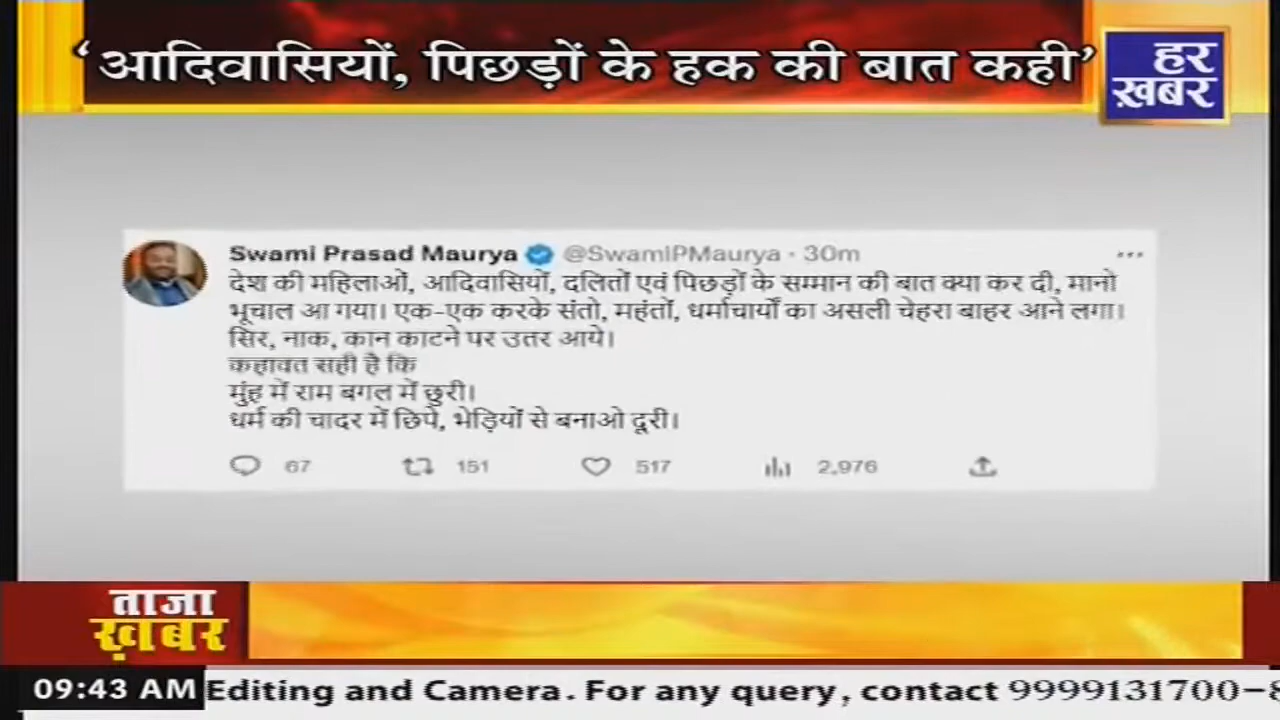 ‘आदिवासियों, पिछड़ों के हक की बात कही’
हर
ख़बर
Swami Prasad Maurya @SwamiPMaurya · 30m
देश की महिलाओं, आदिवासियों, दलितों एवं पिछड़ों के सम्मान की बात क्या कर दी, मानो
भूचाल आ गया। एक-एक करके संतो, महंतों, धर्माचार्यों का असली चेहरा बाहर आने लगा।
सिर, नाक, कान काटने पर उतर आये।
कहावत सही है कि
मुंह में राम बगल में छुरी।
धर्म की चादर में छिपे, भेड़ियों से बनाओ दूरी।
67 151 517 2,976
ताजा
ख़बर
09:43 AM Editing and Camera. For any query, contact 9999131700-8